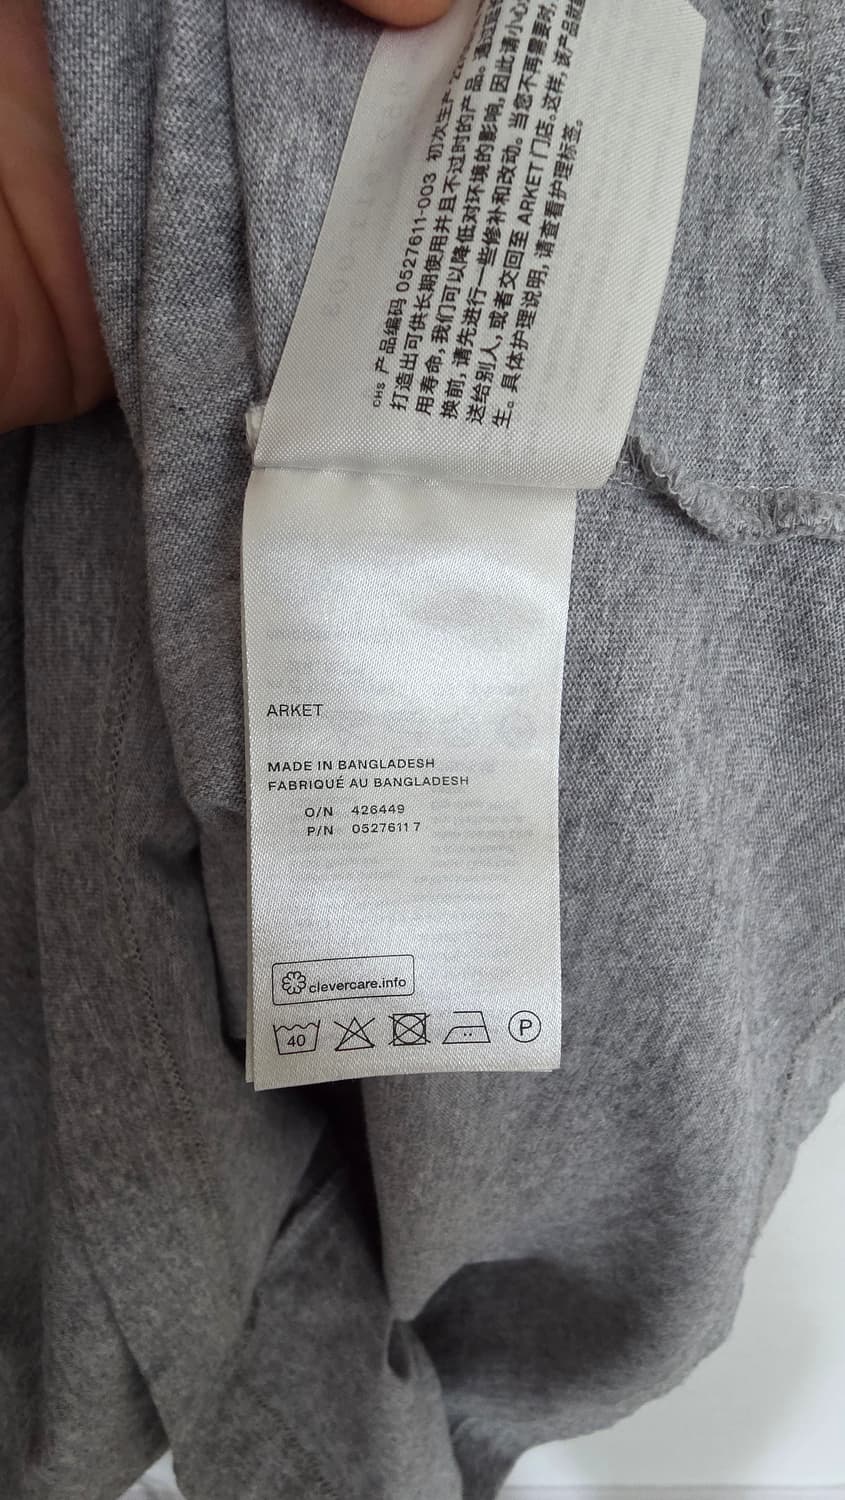 CHS 产品编码 0527611-003 初次生产
打造出可供长期使用并且不过时的产品。通过
用寿命,我们可以降低对环境的影响,因此请小心
换前,请先进行一些修补和改动。当您不再需要时,
送给别人,或者交回至 ARKET 门店。这样,该产品
生。具体护理说明,请查看护理标签。
ARKET
MADE IN BANGLADESH
FABRIQUÉ AU BANGLADESH
O/N 426449
P/N 0527611 7
clevercare.info
40
P